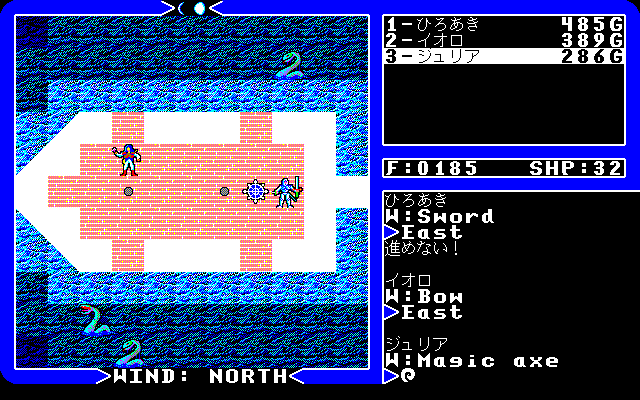 1-ひろあき 485G
2-イオロ 389G
3-ジュリア 286G
F:0185 SHP:32
ひろあき
W:Sword
East
進めない！
イオロ
W:Bow
East
ジュリア
W:Magic axe
WIND: NORTH